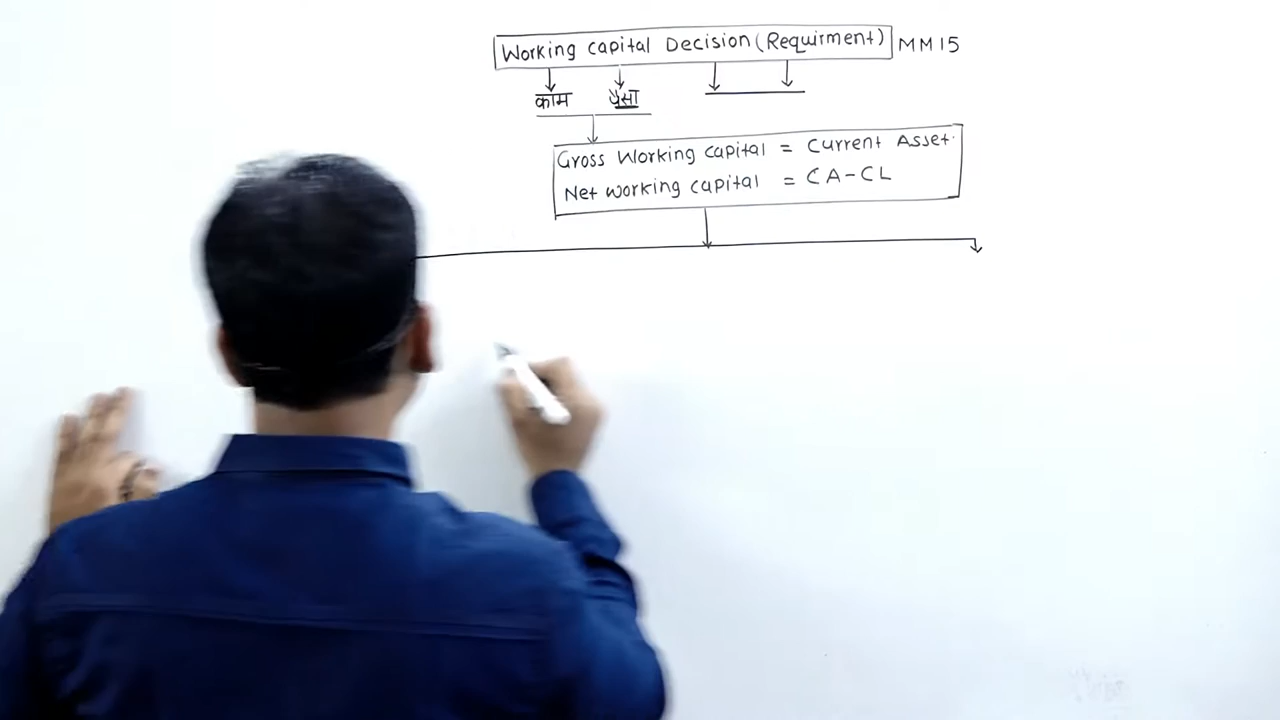 Working capital Decision (Requirment) MM15
काम पैसा
Gross Working capital = Current Asset.
Net working capital = CA-CL